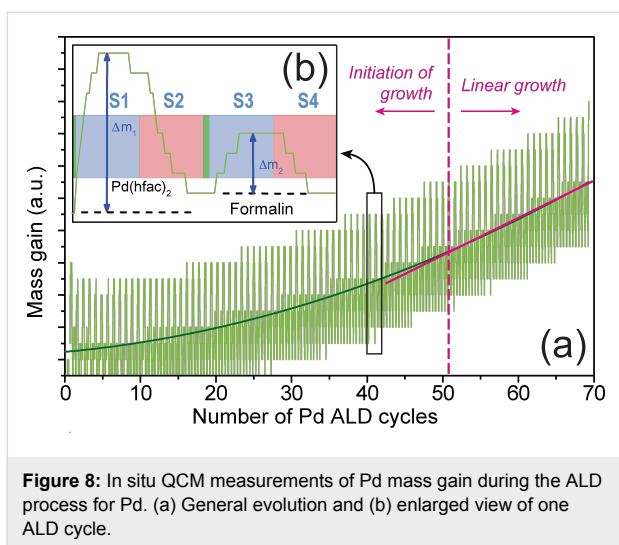 (b)
S1 S2 S3 S4
Δm1
Δm2
Pd(hfac)2
Formalin
Initiation of
growth
Linear growth
Mass gain (a.u.)
(a)
0 10 20 30 40 50 60 70
Number of Pd ALD cycles
Figure 8: In situ QCM measurements of Pd mass gain during the ALD
process for Pd. (a) General evolution and (b) enlarged view of one
ALD cycle.